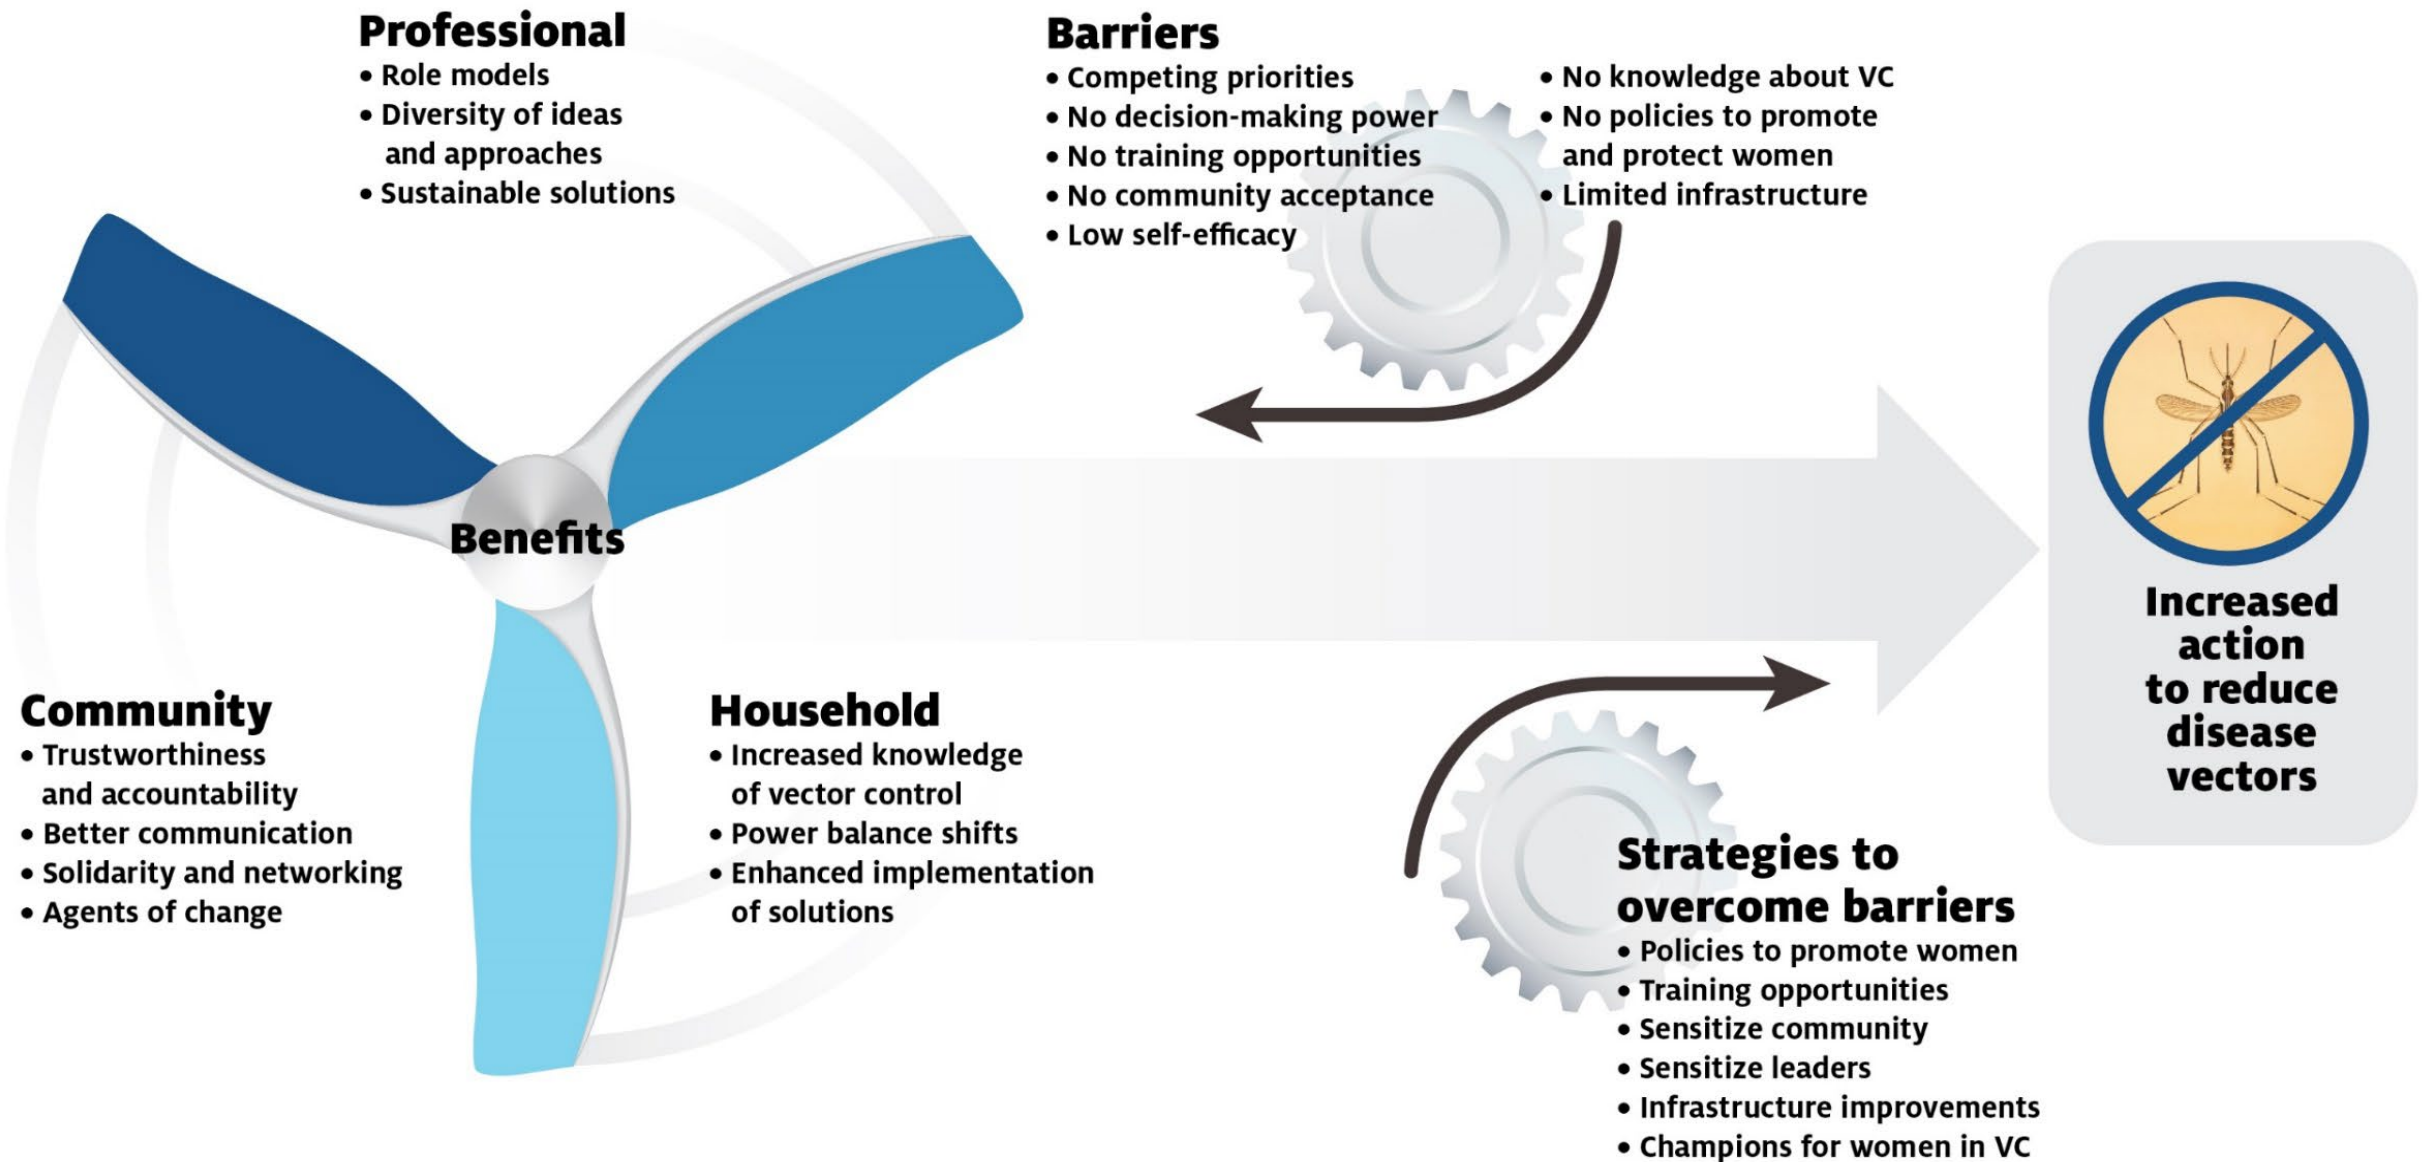 Professional
• Role models
• Diversity of ideas
and approaches
• Sustainable solutions
Barriers
• Competing priorities
• No decision-making power
• No training opportunities
• No community acceptance
• Low self-efficacy
• No knowledge about VC
• No policies to promote
and protect women
• Limited infrastructure
Benefits
Community
• Trustworthiness
and accountability
• Better communication
• Solidarity and networking
• Agents of change
Household
• Increased knowledge
of vector control
• Power balance shifts
• Enhanced implementation
of solutions
Strategies to
overcome barriers
• Policies to promote women
• Training opportunities
• Sensitize community
• Sensitize leaders
• Infrastructure improvements
• Champions for women in VC
Increased
action
to reduce
disease
vectors